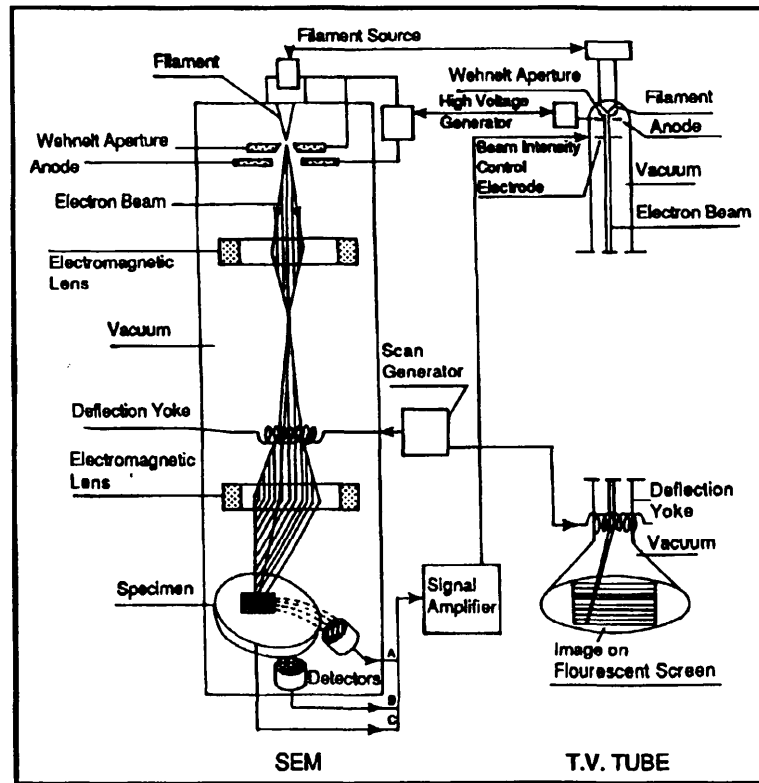 Filament Source
Filament
Wehnelt Aperture
Filament
High Voltage
Generator
Anode
Wehnelt Aperture
Anode
Beam Intensity
Control
Electrode
Vacuum
Electron Beam
Electron Beam
Electromagnetic
Lens
Vacuum
Scan
Generator
Deflection Yoke
Electromagnetic
Lens
Deflection
Yoke
Vacuum
Specimen
Signal
Amplifier
A
Detectors
B
C
Image on
Flourescent Screen
SEM
T.V. TUBE